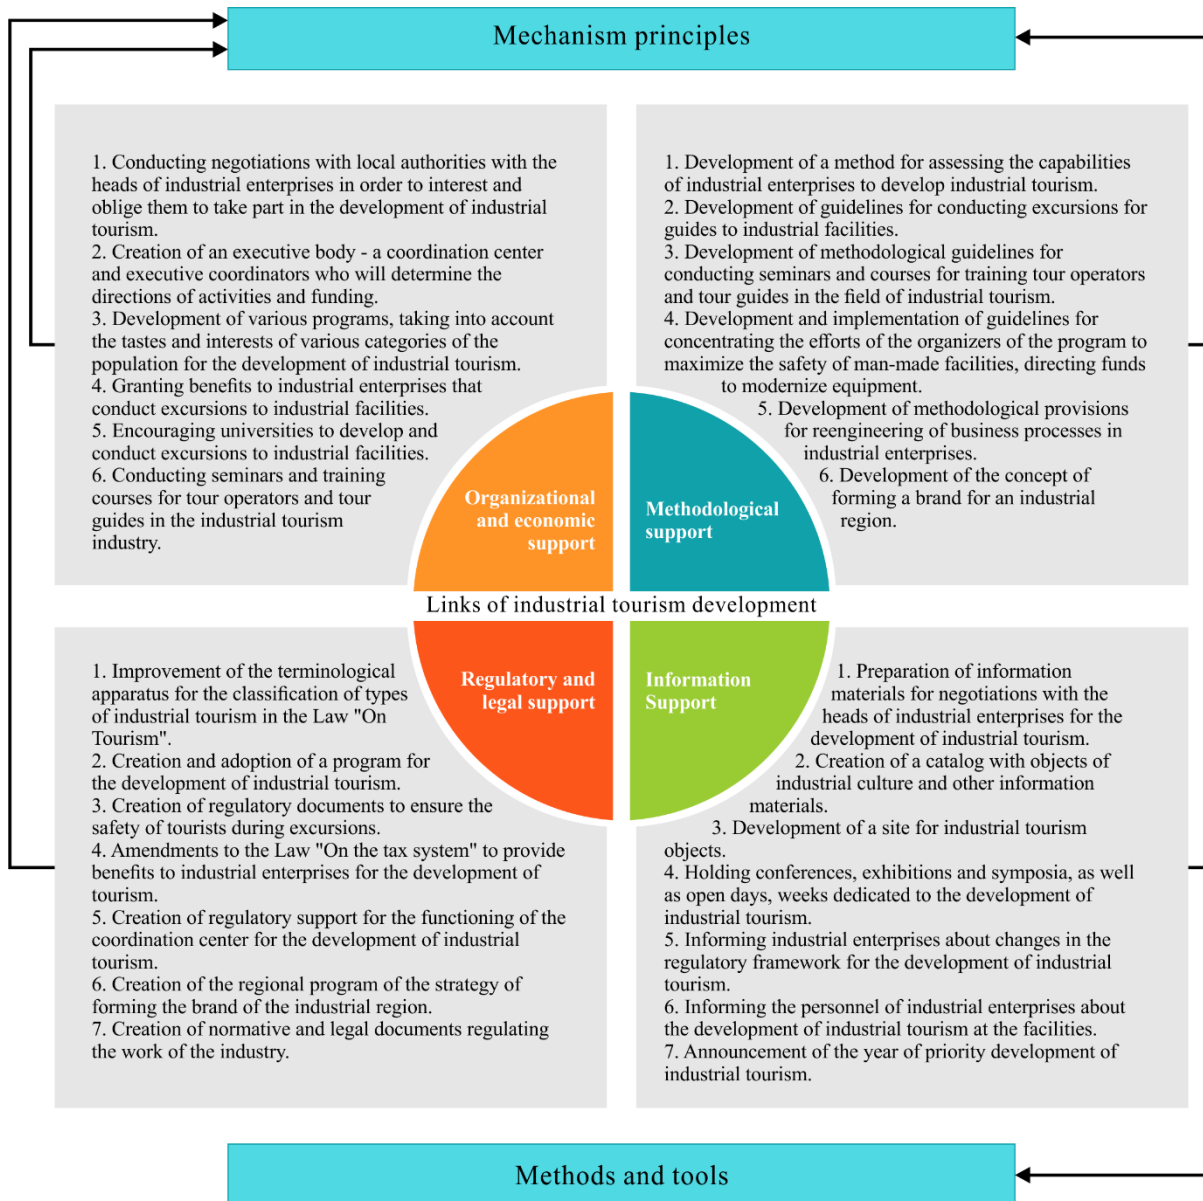 Mechanism principles
1. Conducting negotiations with local authorities with the
heads of industrial enterprises in order to interest and
oblige them to take part in the development of industrial
tourism.
2. Creation of an executive body - a coordination center
and executive coordinators who will determine the
directions of activities and funding.
3. Development of various programs, taking into account
the tastes and interests of various categories of the
population for the development of industrial tourism.
4. Granting benefits to industrial enterprises that
conduct excursions to industrial facilities.
5. Encouraging universities to develop and
conduct excursions to industrial facilities.
6. Conducting seminars and training
courses for tour operators and tour
guides in the industrial tourism
industry.
1. Development of a method for assessing the capabilities
of industrial enterprises to develop industrial tourism.
2. Development of guidelines for conducting excursions for
guides to industrial facilities.
3. Development of methodological guidelines for
conducting seminars and courses for training tour operators
and tour guides in the field of industrial tourism.
4. Development and implementation of guidelines for
concentrating the efforts of the organizers of the program to
maximize the safety of man-made facilities, directing funds
to modernize equipment.
5. Development of methodological provisions
for reengineering of business processes in
industrial enterprises.
6. Development of the concept of
forming a brand for an industrial
region.
Organizational
and economic
support
Methodological
support
Links of industrial tourism development
Regulatory and
legal support
Information
Support
1. Improvement of the terminological
apparatus for the classification of types
of industrial tourism in the Law "On
Tourism".
2. Creation and adoption of a program for
the development of industrial tourism.
3. Creation of regulatory documents to ensure the
safety of tourists during excursions.
4. Amendments to the Law "On the tax system" to provide
benefits to industrial enterprises for the development of
tourism.
5. Creation of regulatory support for the functioning of the
coordination center for the development of industrial
tourism.
6. Creation of the regional program of the strategy of
forming the brand of the industrial region.
7. Creation of normative and legal documents regulating
the work of the industry.
1. Preparation of information
materials for negotiations with the
heads of industrial enterprises for the
development of industrial tourism.
2. Creation of a catalog with objects of
industrial culture and other information
materials.
3. Development of a site for industrial tourism
objects.
4. Holding conferences, exhibitions and symposia, as well
as open days, weeks dedicated to the development of
industrial tourism.
5. Informing industrial enterprises about changes in the
regulatory framework for the development of industrial
tourism.
6. Informing the personnel of industrial enterprises about
the development of industrial tourism at the facilities.
7. Announcement of the year of priority development of
industrial tourism.
Methods and tools